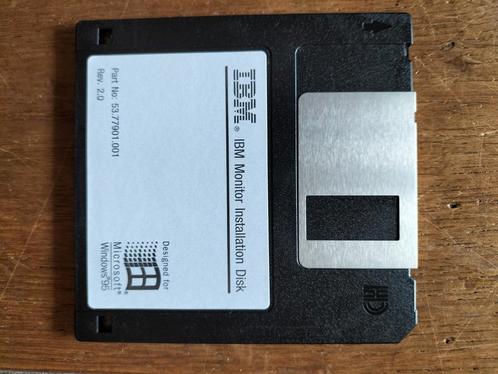 IBM® IBM Monitor Installation Disk
Part No: 53.77901.001
Rev. 2.0
Designed for
Microsoft®
Windows®95
HD